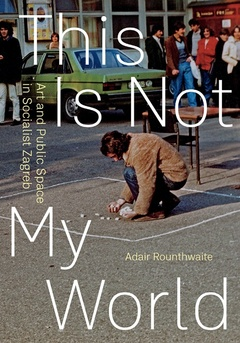 This
Is Not
My
World
Art and Public Space
in Socialist Zagreb
Adair Rounthwaite